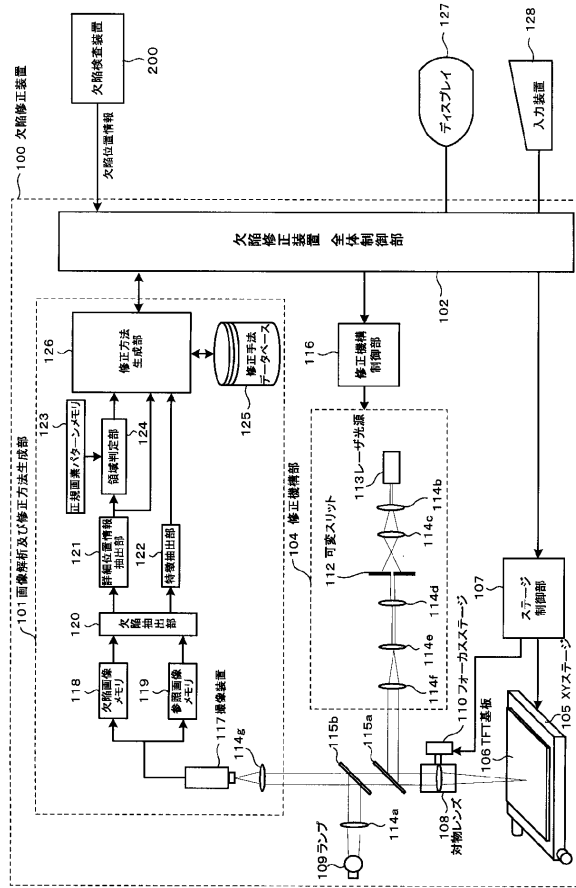 100 欠陥修正装置
欠陥検査装置
200
欠陥位置情報
127
ディスプレイ
128
入力装置
欠陥修正装置 全体制御部
102
101 画像解析及び修正方法生成部
126
修正方法
生成部
修正手法
データベース
125
123
正規画素パターンメモリ
領域判定部
124
121
詳細位置情報
抽出部
122
特徴抽出部
120
欠陥抽出部
118
欠陥画像
メモリ
119
参照画像
メモリ
117 撮像装置
114g
116
修正機構
制御部
104 修正機構部
113 レーザ光源
114b
114c
112 可変スリット
114d
114e
114f
115b
115a
114a
109 ランプ
110 フォーカスステージ
108
対物レンズ
107
ステージ
制御部
106 TFT基板
105 XYステージ